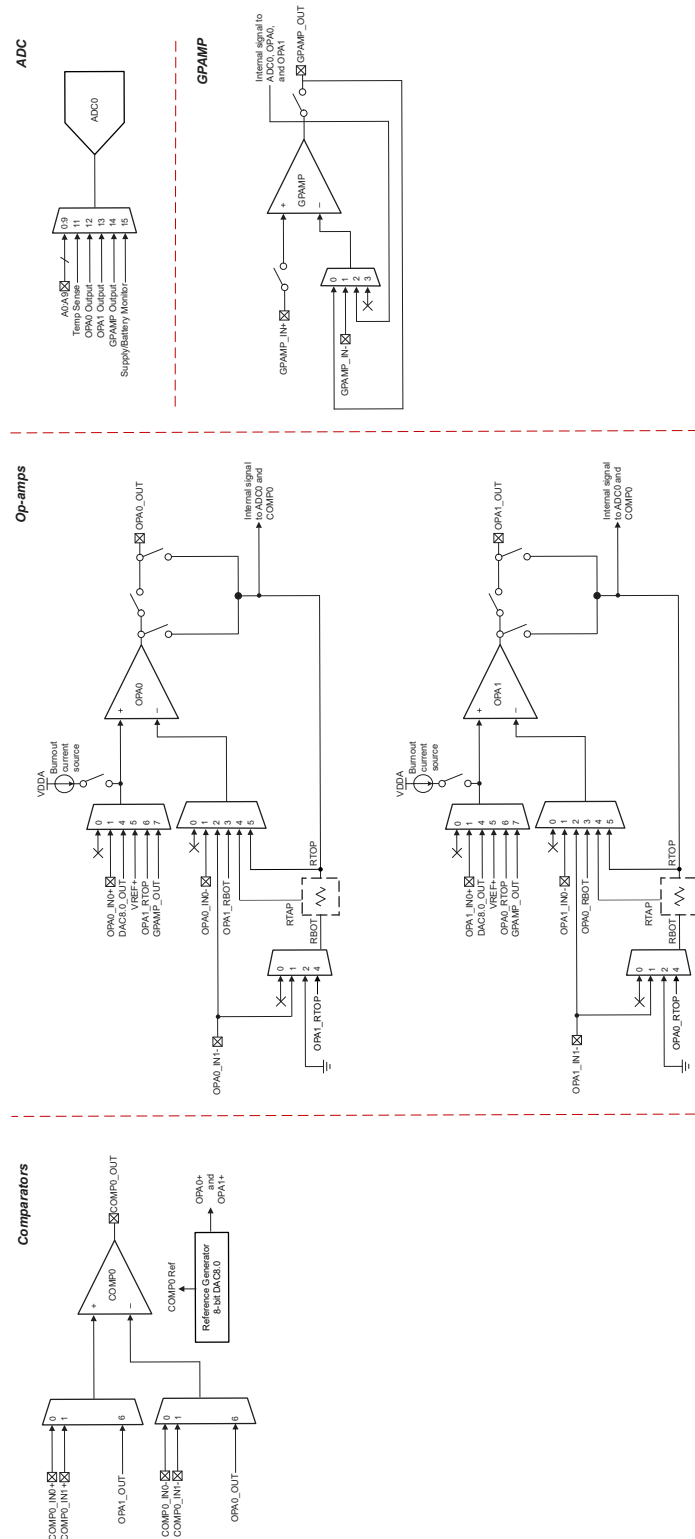 Comparators
COMP0_IN0+
COMP0_IN1+
OPA1_OUT
0
1
6
COMP0_IN0-
COMP0_IN1-
OPA0_OUT
0
1
6
+
−
COMP0
COMP0_OUT
COMP0 Ref
Reference Generator
8-bit DAC8.0
OPA0+
and
OPA1+
Op-amps
VDDA
Burnout
current
source
OPA0_IN0+
DAC8.0_OUT
VREF+
OPA1_RTOP
GPAMP_OUT
0
1
4
5
6
7
OPA0_IN0-
OPA1_RBOT
0
1
2
3
4
5
+
−
OPA0
OPA0_OUT
Internal signal
to ADC0 and
COMP0
OPA0_IN1-
OPA1_RTOP
0
1
2
4
RBOT
RTAP
RTOP
VDDA
Burnout
current
source
OPA1_IN0+
DAC8.0_OUT
VREF+
OPA0_RTOP
GPAMP_OUT
0
1
4
5
6
7
OPA1_IN0-
OPA0_RBOT
0
1
2
3
4
5
+
−
OPA1
OPA1_OUT
Internal signal
to ADC0 and
COMP0
OPA1_IN1-
OPA0_RTOP
0
1
2
4
RBOT
RTAP
RTOP
ADC
A0:A9
Temp Sense
OPA0 Output
OPA1 Output
GPAMP Output
Supply/Battery Monitor
0:9
11
12
13
14
15
ADC0
GPAMP
GPAMP_IN+
GPAMP_IN-
0
1
2
3
+
−
GPAMP
Internal signal to
ADC0, OPA0,
and OPA1
GPAMP_OUT